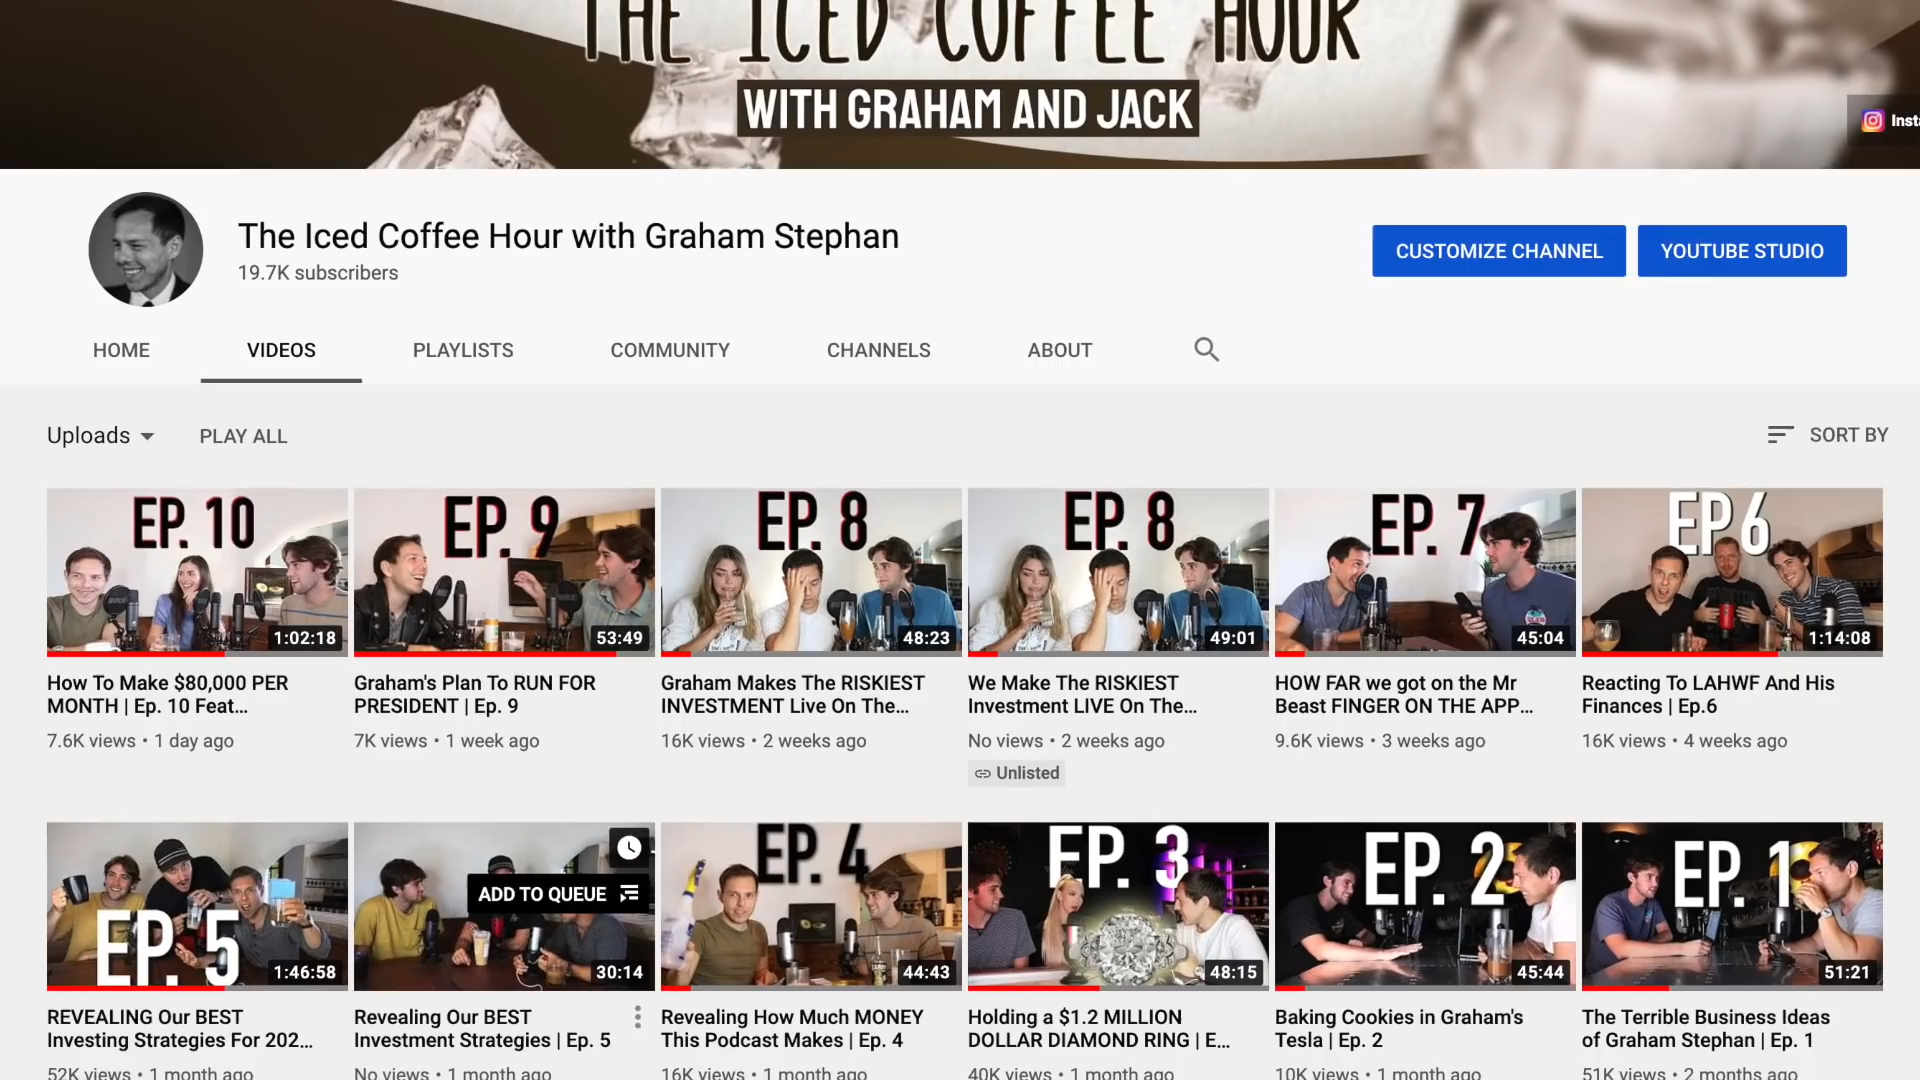 THE ICED COFFEE HOUR
WITH GRAHAM AND JACK
Insta
The Iced Coffee Hour with Graham Stephan
19.7K subscribers
CUSTOMIZE CHANNEL
YOUTUBE STUDIO
HOME
VIDEOS
PLAYLISTS
COMMUNITY
CHANNELS
ABOUT
Uploads
PLAY ALL
SORT BY
EP. 10
1:02:18
How To Make $80,000 PER
MONTH | Ep. 10 Feat...
7.6K views • 1 day ago
EP. 9
53:49
Graham's Plan To RUN FOR
PRESIDENT | Ep. 9
7K views • 1 week ago
EP. 8
48:23
Graham Makes The RISKIEST
INVESTMENT Live On The...
16K views • 2 weeks ago
EP. 8
49:01
We Make The RISKIEST
Investment LIVE On The...
No views • 2 weeks ago
Unlisted
EP. 7
45:04
HOW FAR we got on the Mr
Beast FINGER ON THE APP...
9.6K views • 3 weeks ago
EP6
1:14:08
Reacting To LAHWF And His
Finances | Ep.6
16K views • 4 weeks ago
EP. 5
1:46:58
REVEALING Our BEST
Investing Strategies For 202...
52K views • 1 month ago
ADD TO QUEUE
30:14
Revealing Our BEST
Investment Strategies | Ep. 5
No views • 1 month ago
EP. 4
44:43
Revealing How Much MONEY
This Podcast Makes | Ep. 4
16K views • 1 month ago
EP. 3
48:15
Holding a $1.2 MILLION
DOLLAR DIAMOND RING | E...
40K views • 1 month ago
EP. 2
45:44
Baking Cookies in Graham's
Tesla | Ep. 2
10K views • 1 month ago
EP. 1
51:21
The Terrible Business Ideas
of Graham Stephan | Ep. 1
51K views • 2 months ago